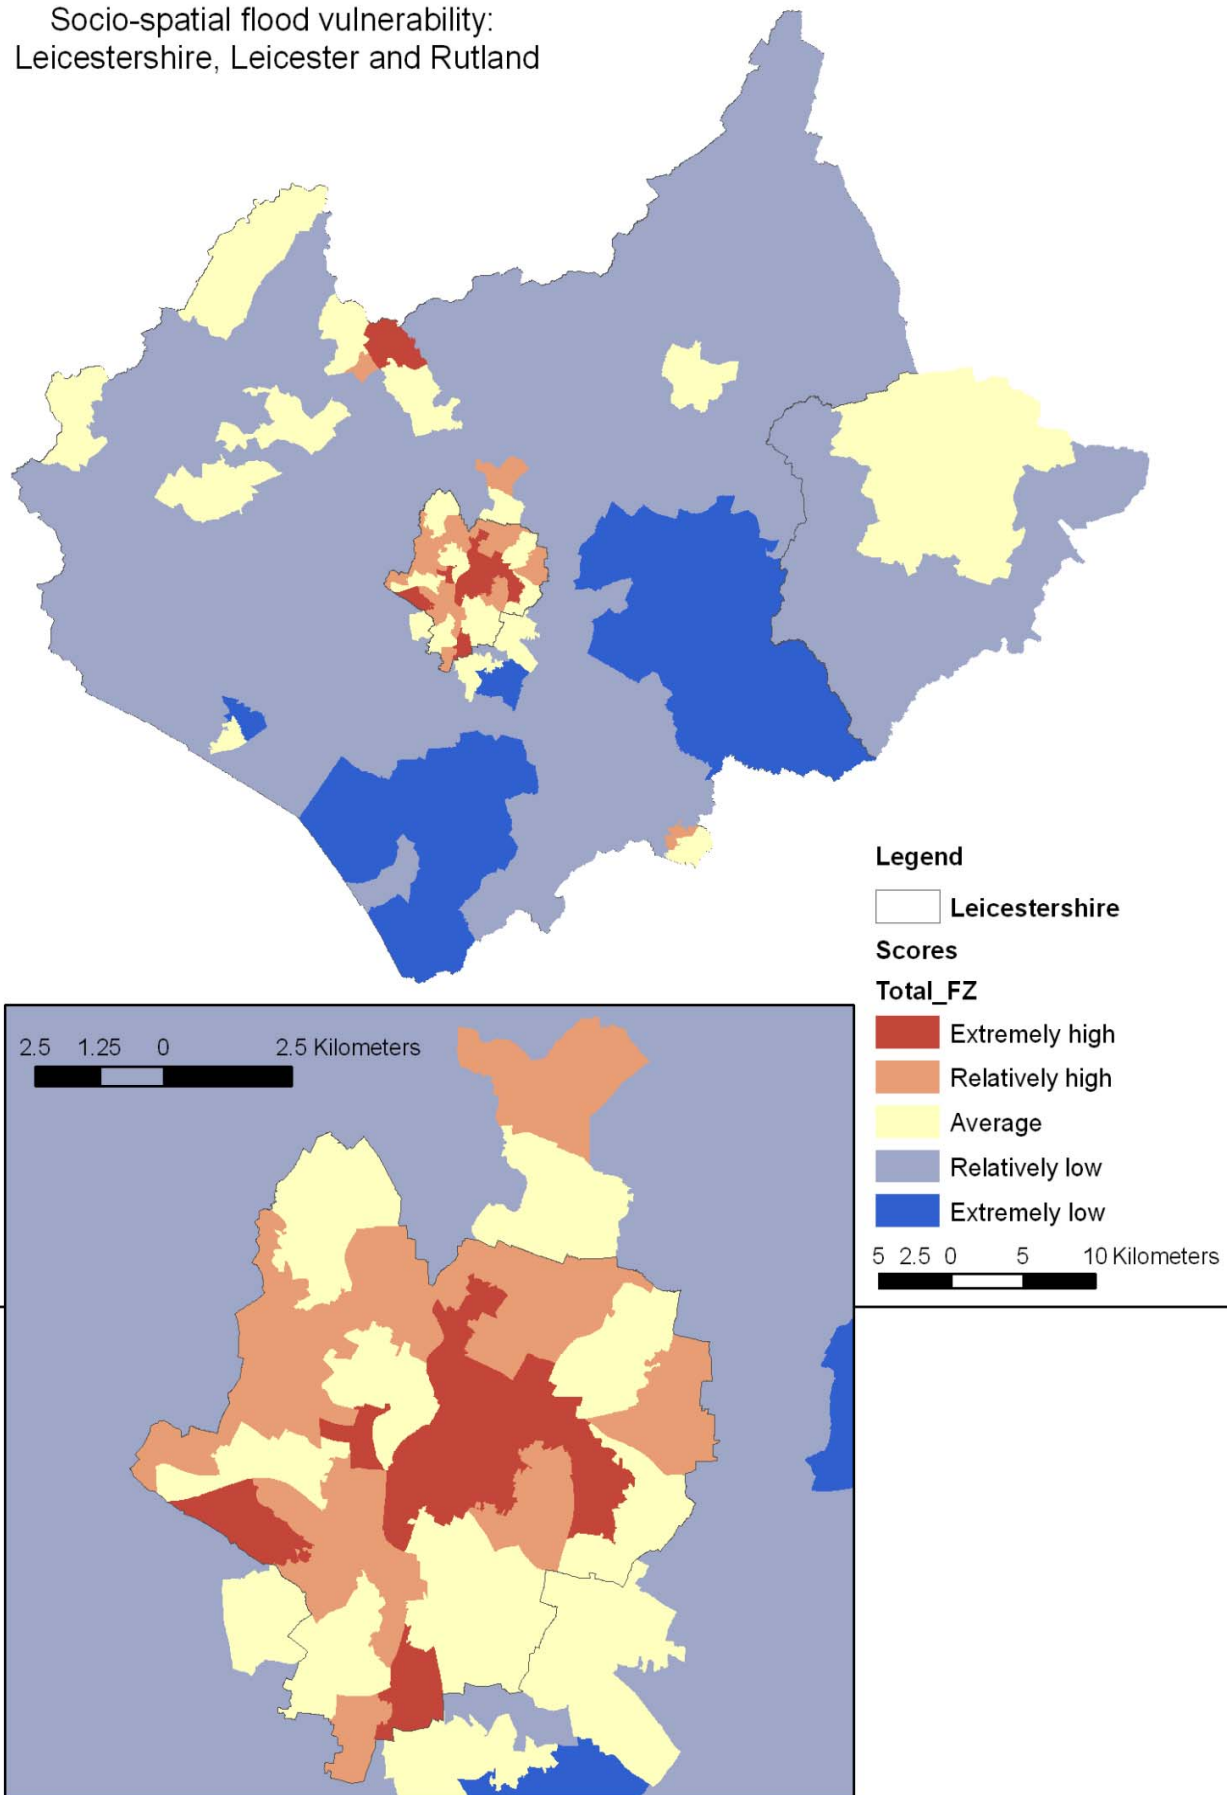 Socio-spatial flood vulnerability:
Leicestershire, Leicester and Rutland
Legend
Leicestershire
Scores
Total_FZ
Extremely high
Relatively high
Average
Relatively low
Extremely low
5 2.5 0 5 10 Kilometers
2.5 1.25 0 2.5 Kilometers